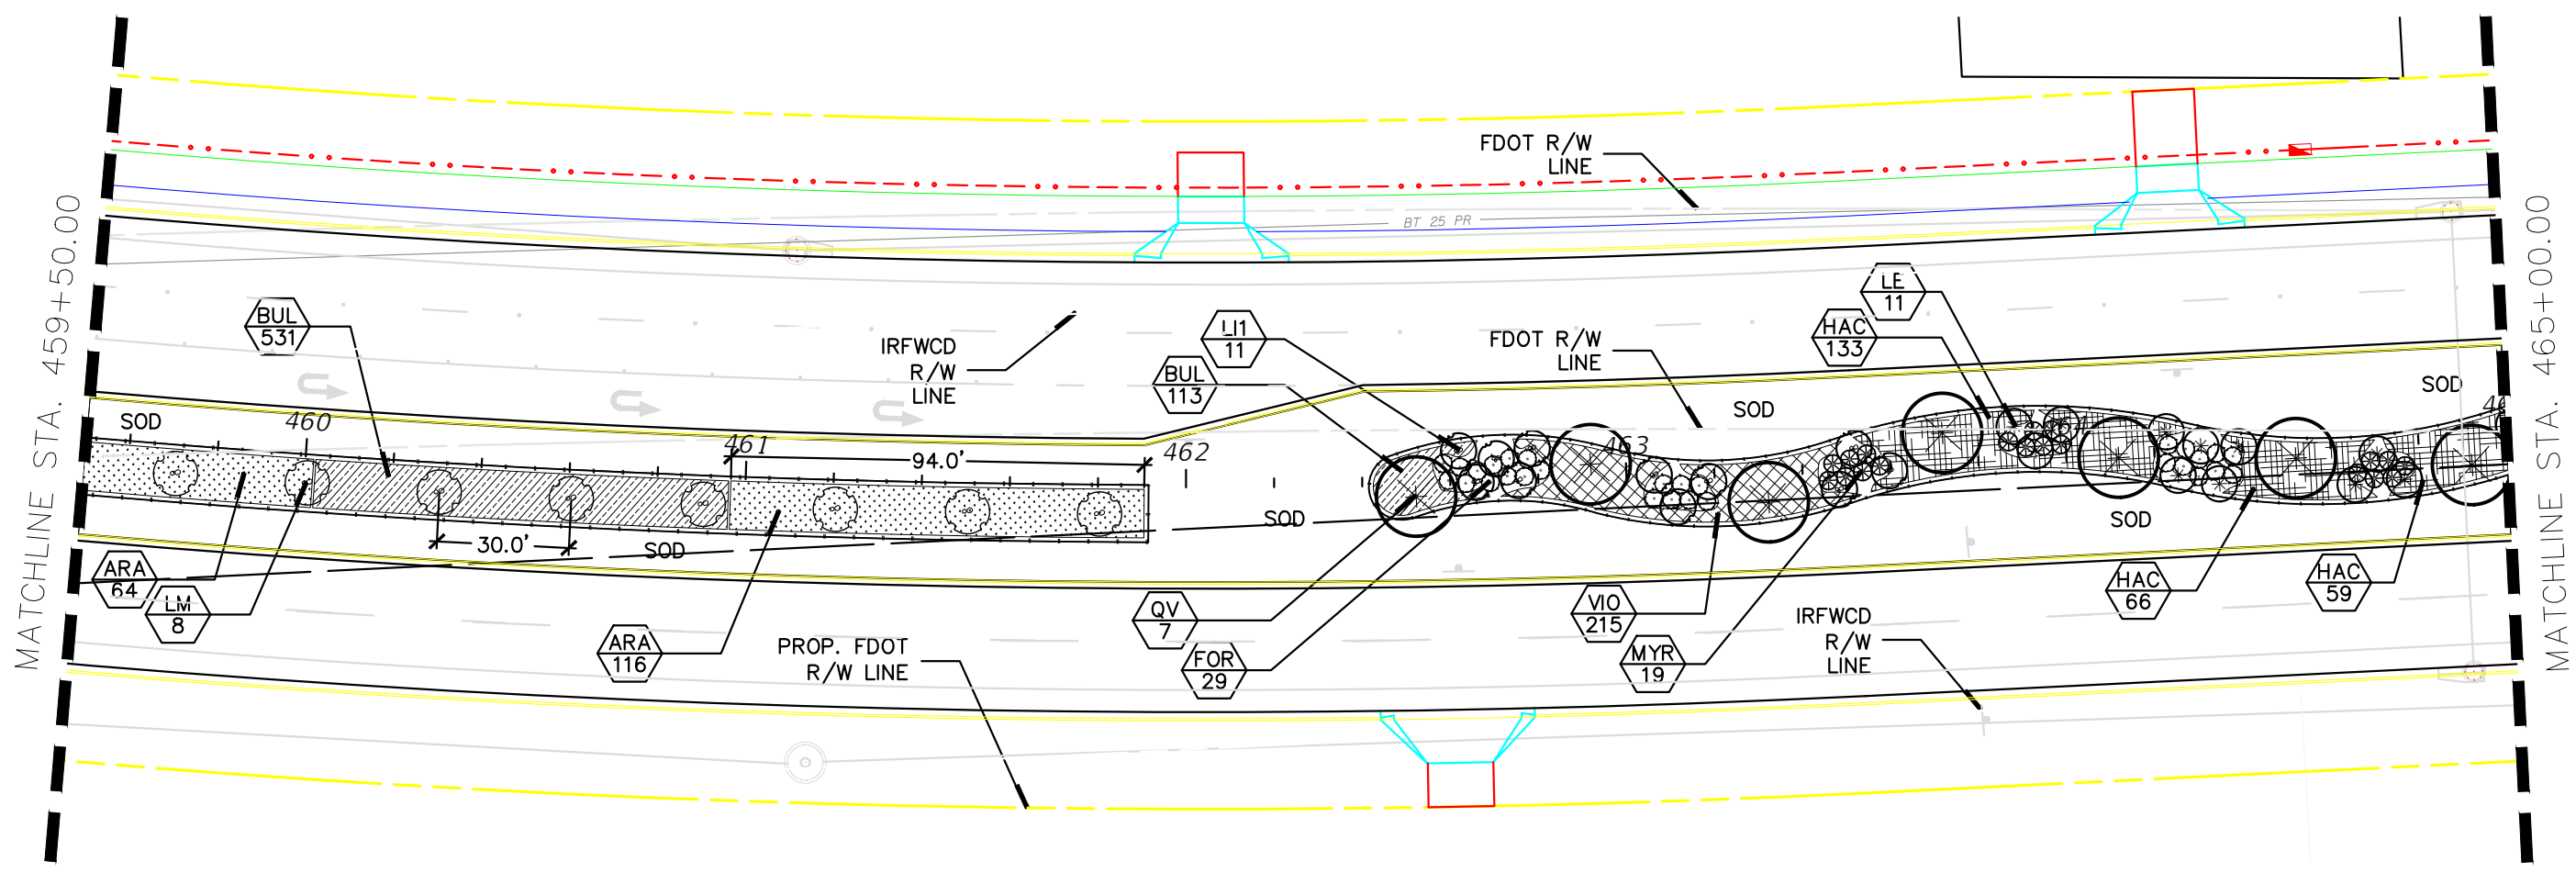 MATCHLINE STA. 459+50.00
FDOT R/W
LINE
BT 25 PR
BUL
531
IRFWCD
R/W
LINE
LI1
11
BUL
113
FDOT R/W
LINE
LE
11
HAC
133
SOD
460
461
94.0'
462
463
SOD
SOD
30.0'
SOD
SOD
SOD
ARA
64
LM
8
ARA
116
PROP. FDOT
R/W LINE
QV
7
FOR
29
VIO
215
MYR
19
IRFWCD
R/W
LINE
HAC
66
HAC
59
MATCHLINE STA. 465+00.00